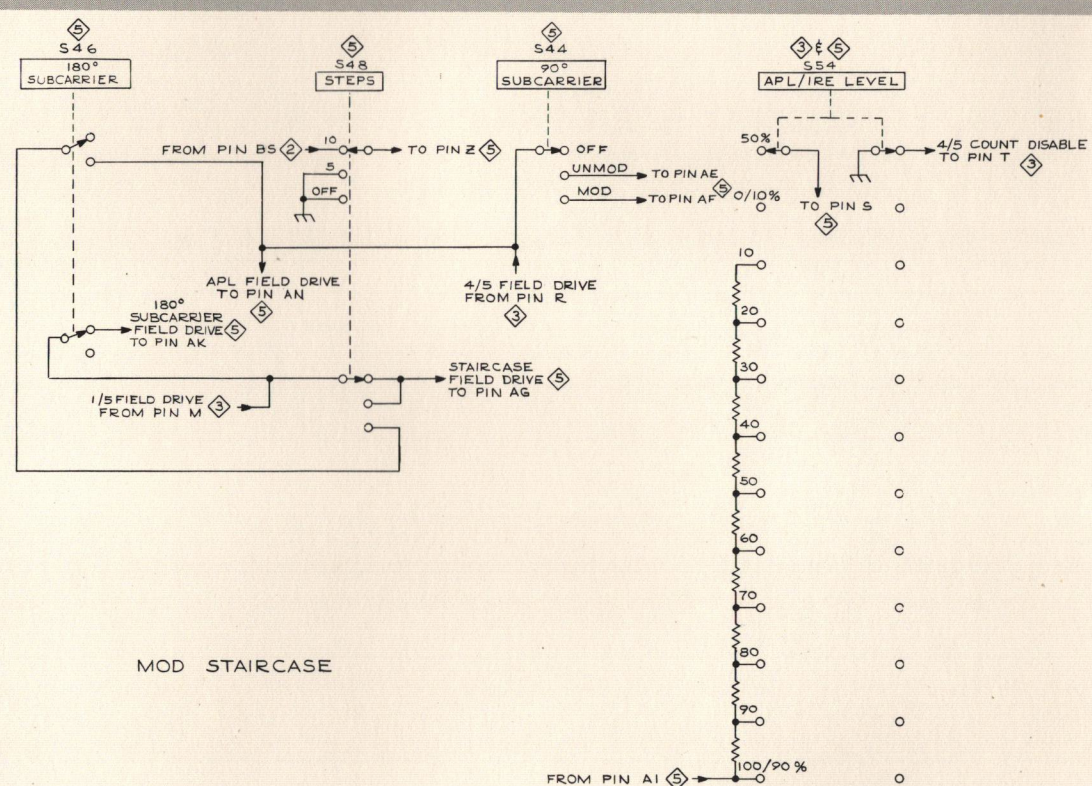 5
S46
180°
SUBCARRIER
5
S48
STEPS
5
S44
90°
SUBCARRIER
3 & 5
S54
APL/IRE LEVEL
FROM PIN BS 2
10
TO PIN Z 5
5
OFF
OFF
UNMOD
TO PIN AE
MOD
TO PIN AF 5
50%
0/10%
TO PIN S
5
4/5 COUNT DISABLE
TO PIN T 3
APL FIELD DRIVE
TO PIN AN
5
4/5 FIELD DRIVE
FROM PIN R
3
180°
SUBCARRIER
FIELD DRIVE 5
TO PIN AK
1/5 FIELD DRIVE
FROM PIN M 3
STAIRCASE
FIELD DRIVE 5
TO PIN AG
10
20
30
40
50
60
70
80
90
100/90%
FROM PIN AI 5
MOD STAIRCASE